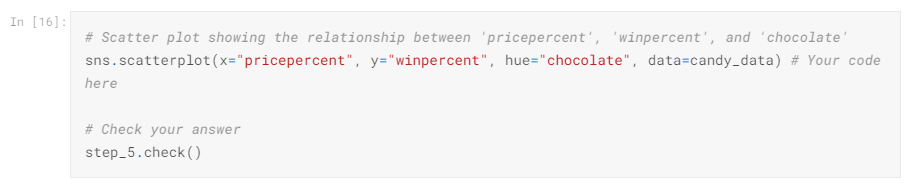 In [16]:
# Scatter plot showing the relationship between 'pricepercent', 'winpercent', and 'chocolate'
sns.scatterplot(x="pricepercent", y="winpercent", hue="chocolate", data=candy_data) # Your code
here
# Check your answer
step_5.check()